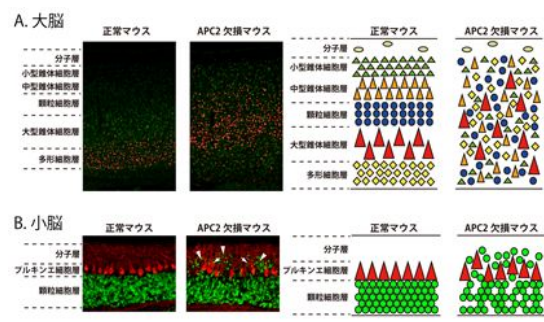 A. 大脳
正常マウス
APC2 欠損マウス
分子層
小型錐体細胞層
中型錐体細胞層
顆粒細胞層
大型錐体細胞層
多形細胞層
正常マウス
APC2 欠損マウス
分子層
小型錐体細胞層
中型錐体細胞層
顆粒細胞層
大型錐体細胞層
多形細胞層
B. 小脳
正常マウス
APC2 欠損マウス
分子層
プルキンエ細胞層
顆粒細胞層
正常マウス
APC2 欠損マウス
分子層
プルキンエ細胞層
顆粒細胞層